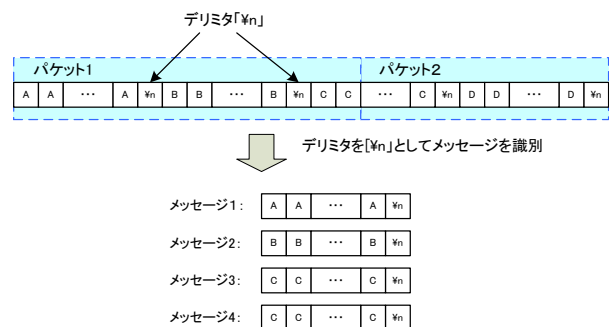 デリミタ「¥n」
パケット1 パケット2
A A … A ¥n B B … B ¥n C C … C ¥n D D … D ¥n
デリミタを[¥n」としてメッセージを識別
メッセージ1: A A … A ¥n
メッセージ2: B B … B ¥n
メッセージ3: C C … C ¥n
メッセージ4: C C … C ¥n